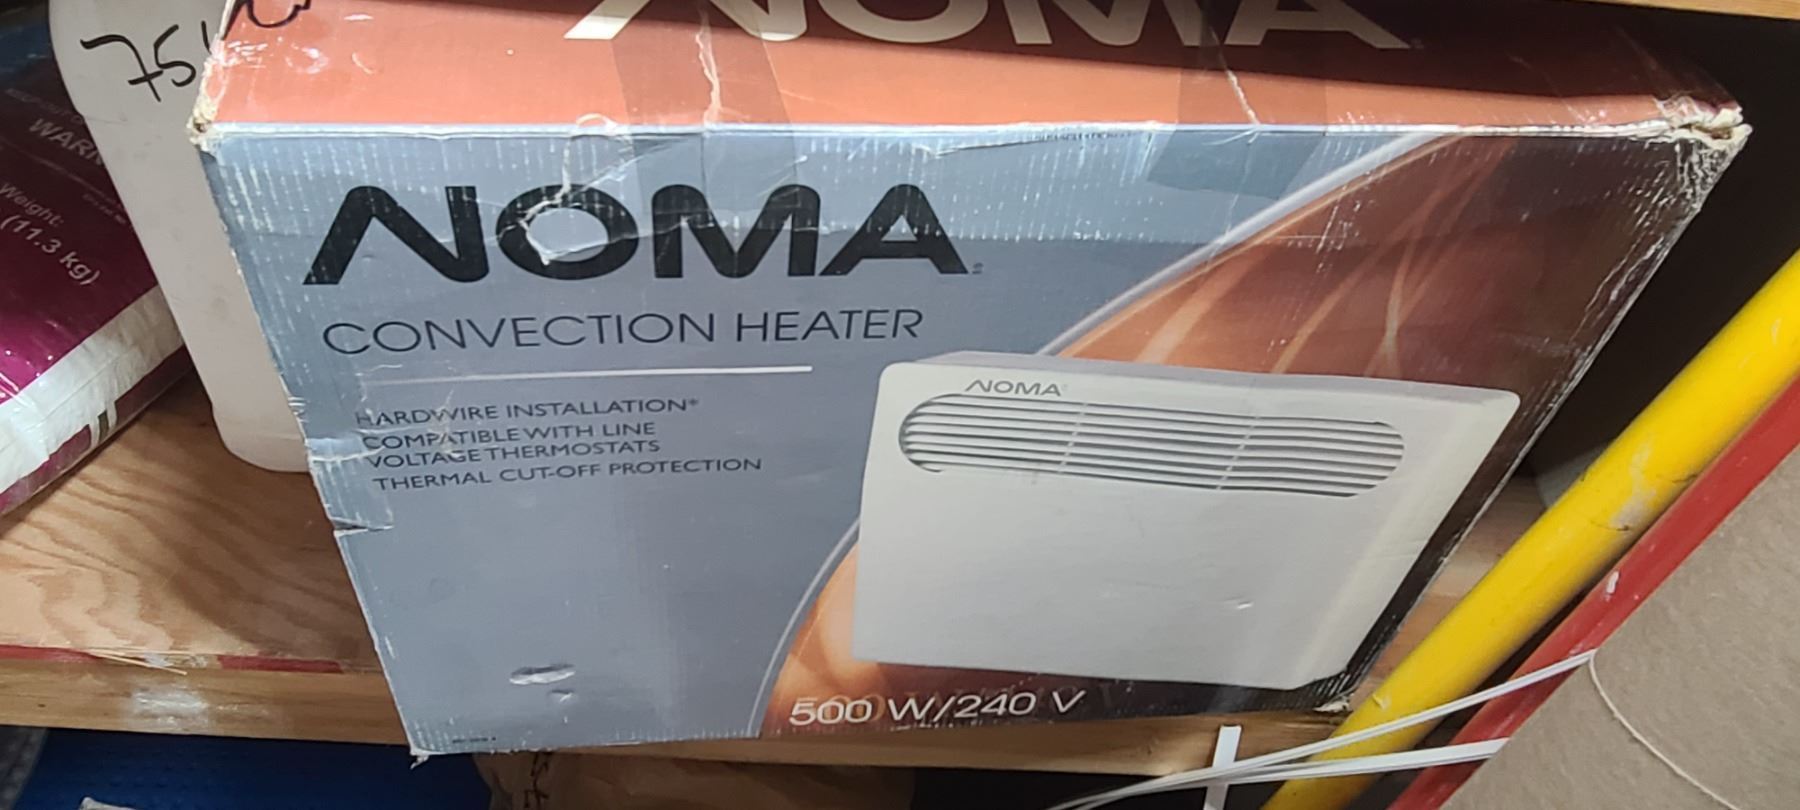 NOMA
75
NOMA
CONVECTION HEATER
HARDWIRE INSTALLATION*
COMPATIBLE WITH LINE
VOLTAGE THERMOSTATS
THERMAL CUT-OFF PROTECTION
NOMA
500 W/240 V
Weight:
(11.3 kg)